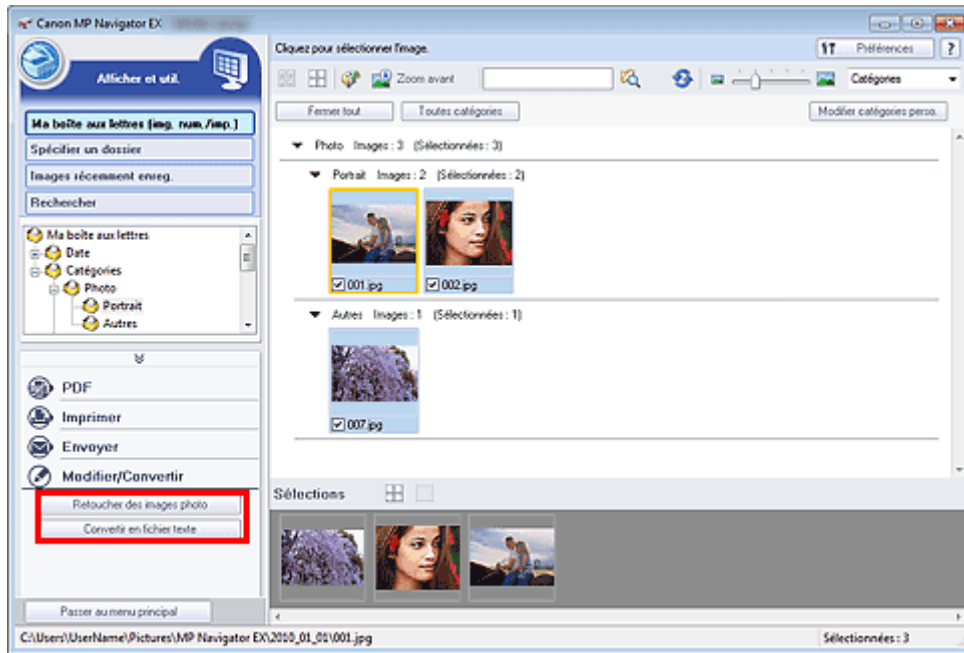 Canon MP Navigator EX
Afficher et util.
Ma boîte aux lettres (img. num./imp.)
Spécifier un dossier
Images récemment enreg.
Rechercher
Ma boîte aux lettres
Date
Catégories
Photo
Portrait
Autres
PDF
Imprimer
Envoyer
Modifier/Convertir
Retoucher des images photo
Convertir en fichier texte
Passer au menu principal
Cliquez pour sélectionner l'image.
Préférences
?
Zoom avant
Catégories
Fermer tout
Toutes catégories
Modifier catégories perso.
Photo Images : 3 (Sélectionnées : 3)
Portrait Images : 2 (Sélectionnées : 2)
001.jpg
002.jpg
Autres Images : 1 (Sélectionnées : 1)
007.jpg
Sélections
C:\Users\UserName\Pictures\MP Navigator EX\2010_01_01\001.jpg
Sélectionnées : 3